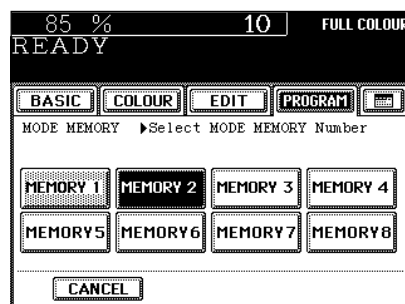 85 % 10 FULL COLOUR
READY
BASIC COLOUR EDIT PROGRAM
MODE MEMORY ▶Select MODE MEMORY Number
MEMORY 1 MEMORY 2 MEMORY 3 MEMORY 4
MEMORY5 MEMORY6 MEMORY7 MEMORY8
CANCEL